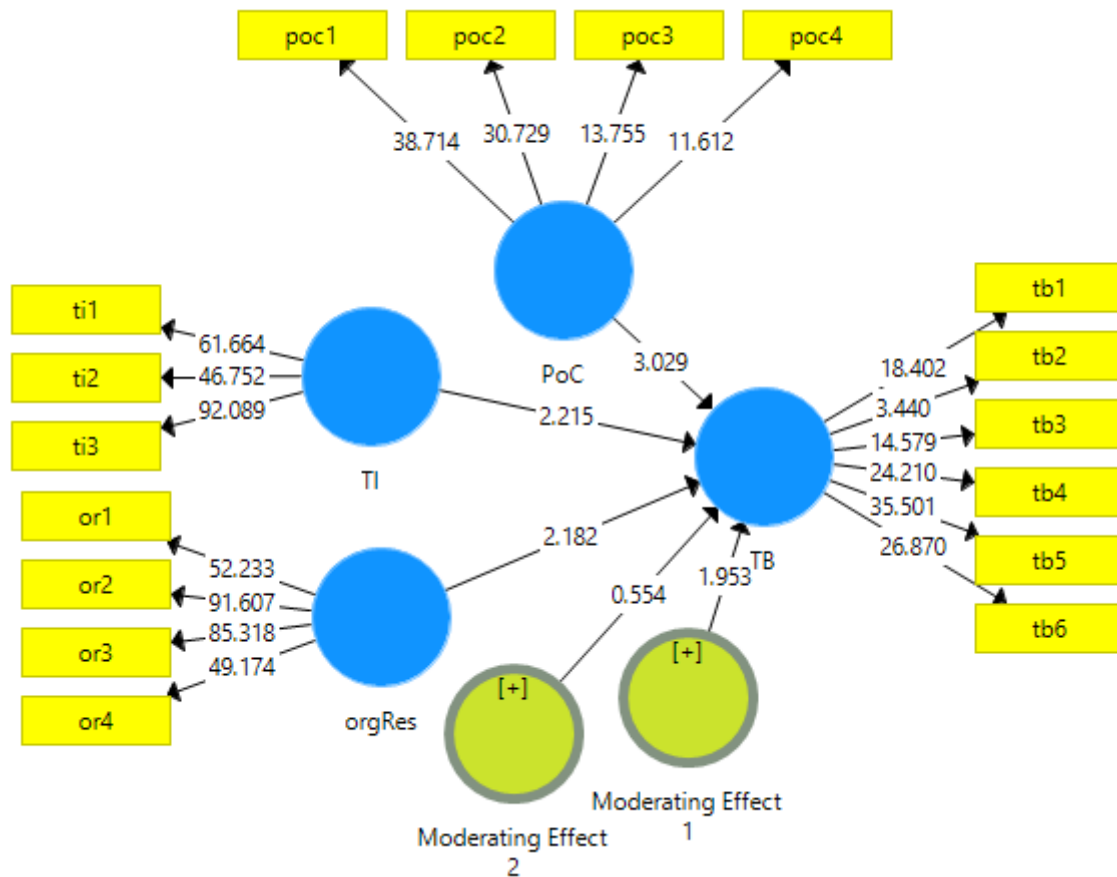 poc1
poc2
poc3
poc4
38.714
30.729
13.755
11.612
PoC
3.029
ti1
ti2
ti3
61.664
46.752
92.089
TI
2.215
or1
or2
or3
or4
52.233
91.607
85.318
49.174
orgRes
2.182
0.554
1.953
TB
18.402
3.440
14.579
24.210
35.501
26.870
tb1
tb2
tb3
tb4
tb5
tb6
[+]
Moderating Effect
2
[+]
Moderating Effect
1